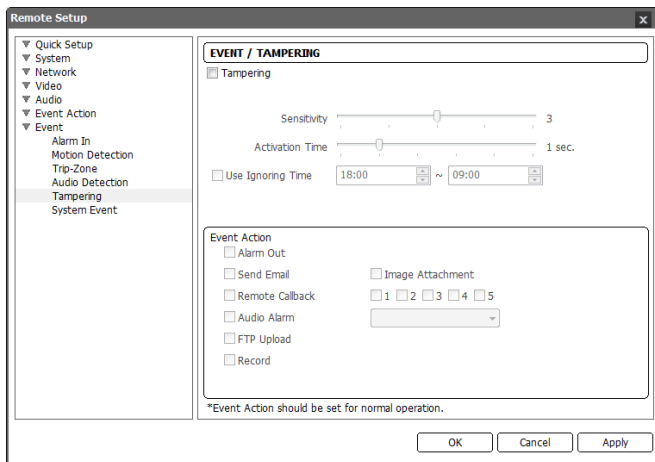 Remote Setup
x
Quick Setup
System
Network
Video
Audio
Event Action
Event
Alarm In
Motion Detection
Trip-Zone
Audio Detection
Tampering
System Event
EVENT / TAMPERING
Tampering
Sensitivity 3
Activation Time 1 sec.
Use Ignoring Time 18:00 ~ 09:00
Event Action
Alarm Out
Send Email Image Attachment
Remote Callback 1 2 3 4 5
Audio Alarm
FTP Upload
Record
*Event Action should be set for normal operation.
OK Cancel Apply